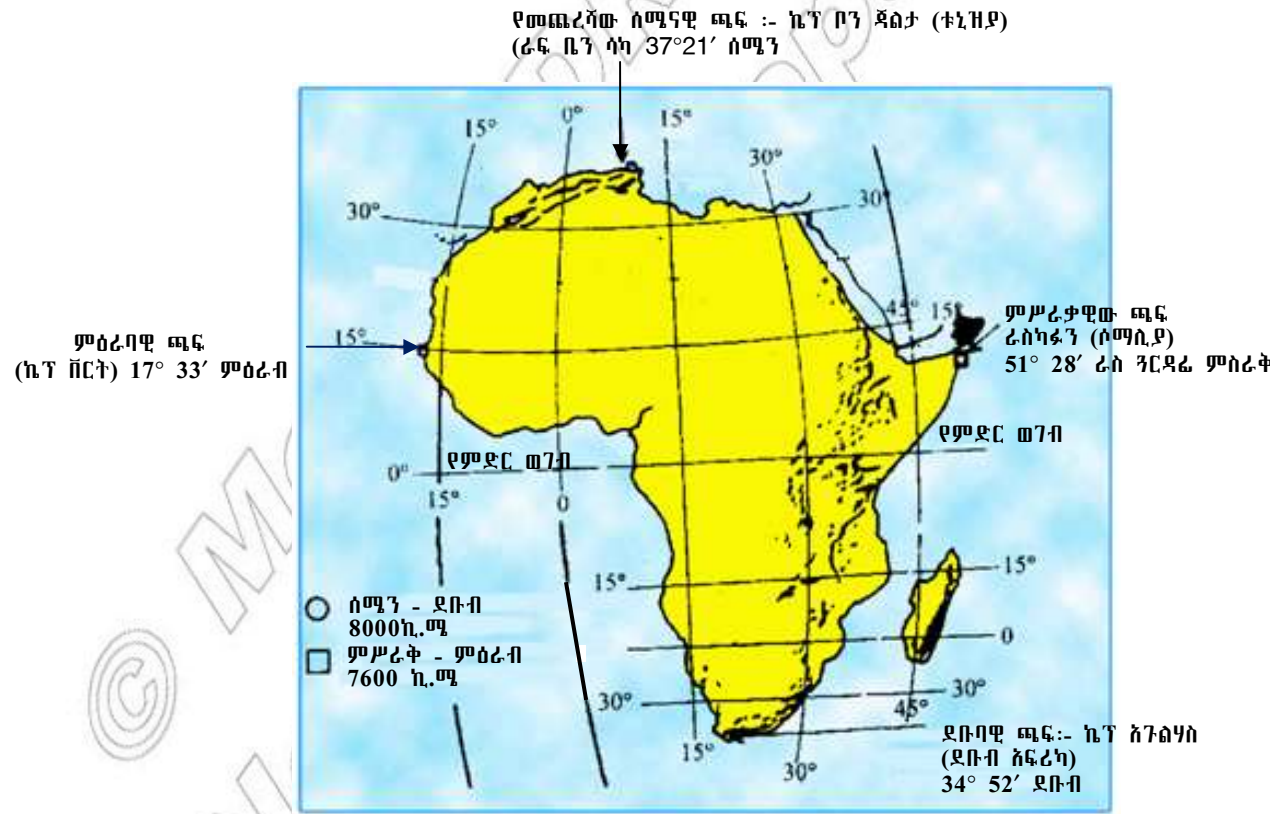 የመጨረሻው ሰሜናዊ ጫፍ :- ኬፕ ቦን ጃልታ (ቱኒዝያ)
(ራፍ ቤን ሳካ 37°21′ ሰሜን
15°
0°
15°
30°
30°
30°
ምዕራባዊ ጫፍ
(ኬፕ ቨርት) 17° 33′ ምዕራብ
15°
45°
15°
ምሥራቃዊው ጫፍ
ራስካፉን (ሶማሊያ)
51° 28′ ራስ ጓርዳፊ ምስራቅ
የምድር ወገብ
የምድር ወገብ
0°
15°
0
15°
15°
ሰሜን - ደቡብ
8000ኪ.ሜ
ምሥራቅ - ምዕራብ
7600 ኪ.ሜ
0
30°
30°
45°
15°
30°
ደቡባዊ ጫፍ:- ኬፕ አጉልሃስ
(ደቡብ አፍሪካ)
34° 52′ ደቡብ